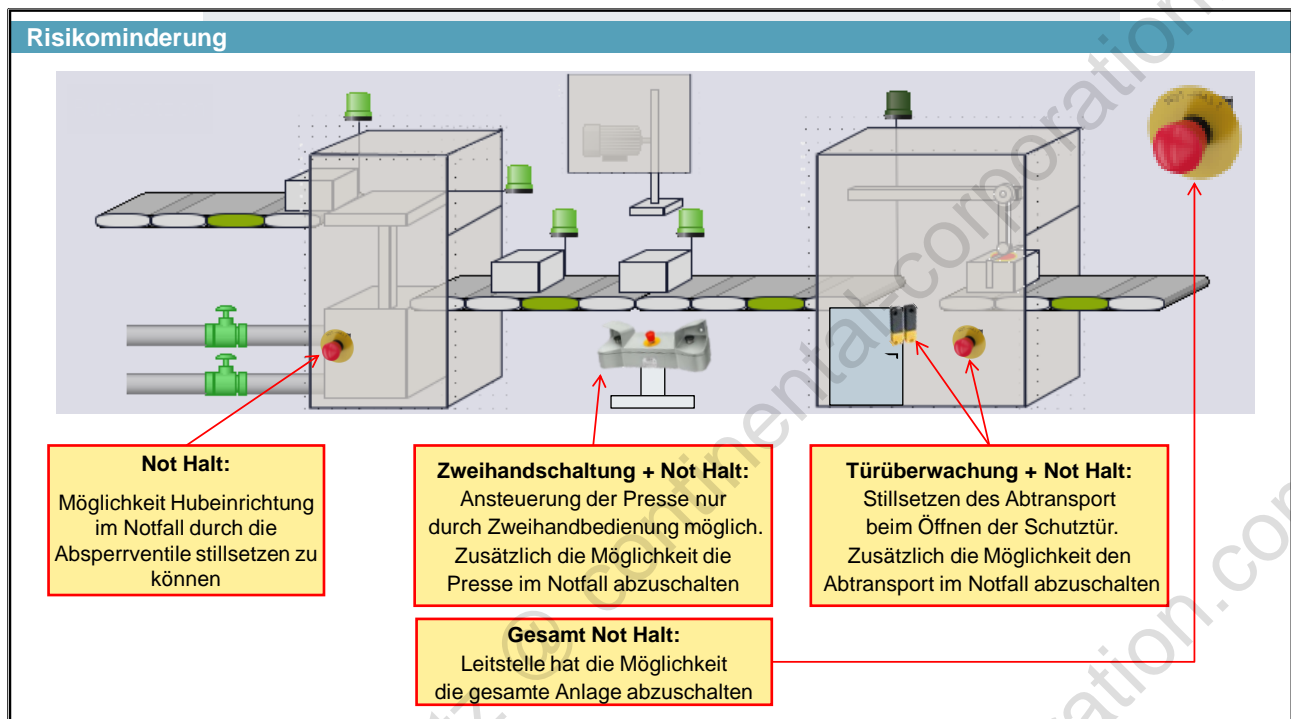 Risikominderung
Not Halt:
Möglichkeit Hubeinrichtung
im Notfall durch die
Absperrventile stillsetzen zu
können
Zweihandschaltung + Not Halt:
Ansteuerung der Presse nur
durch Zweihandbedienung möglich.
Zusätzlich die Möglichkeit die
Presse im Notfall abzuschalten
Türüberwachung + Not Halt:
Stillsetzen des Abtransport
beim Öffnen der Schutztür.
Zusätzlich die Möglichkeit den
Abtransport im Notfall abzuschalten
Gesamt Not Halt:
Leitstelle hat die Möglichkeit
die gesamte Anlage abzuschalten
@ continental-corporation